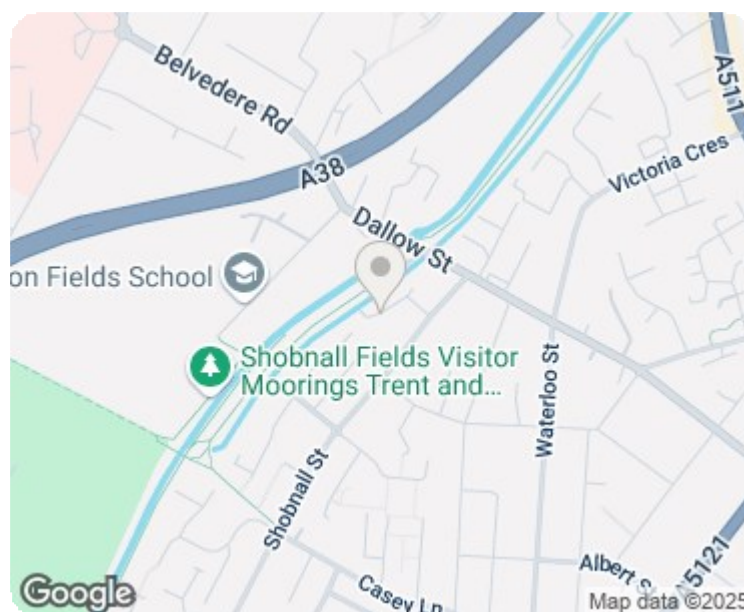 Belvedere Rd
A511
A38
Victoria Cres
Dallow St
on Fields School
Shobnall Fields Visitor
Moorings Trent and...
Waterloo St
Shobnall St
Albert S
A5121
Casey Ln
Google
Map data ©2025